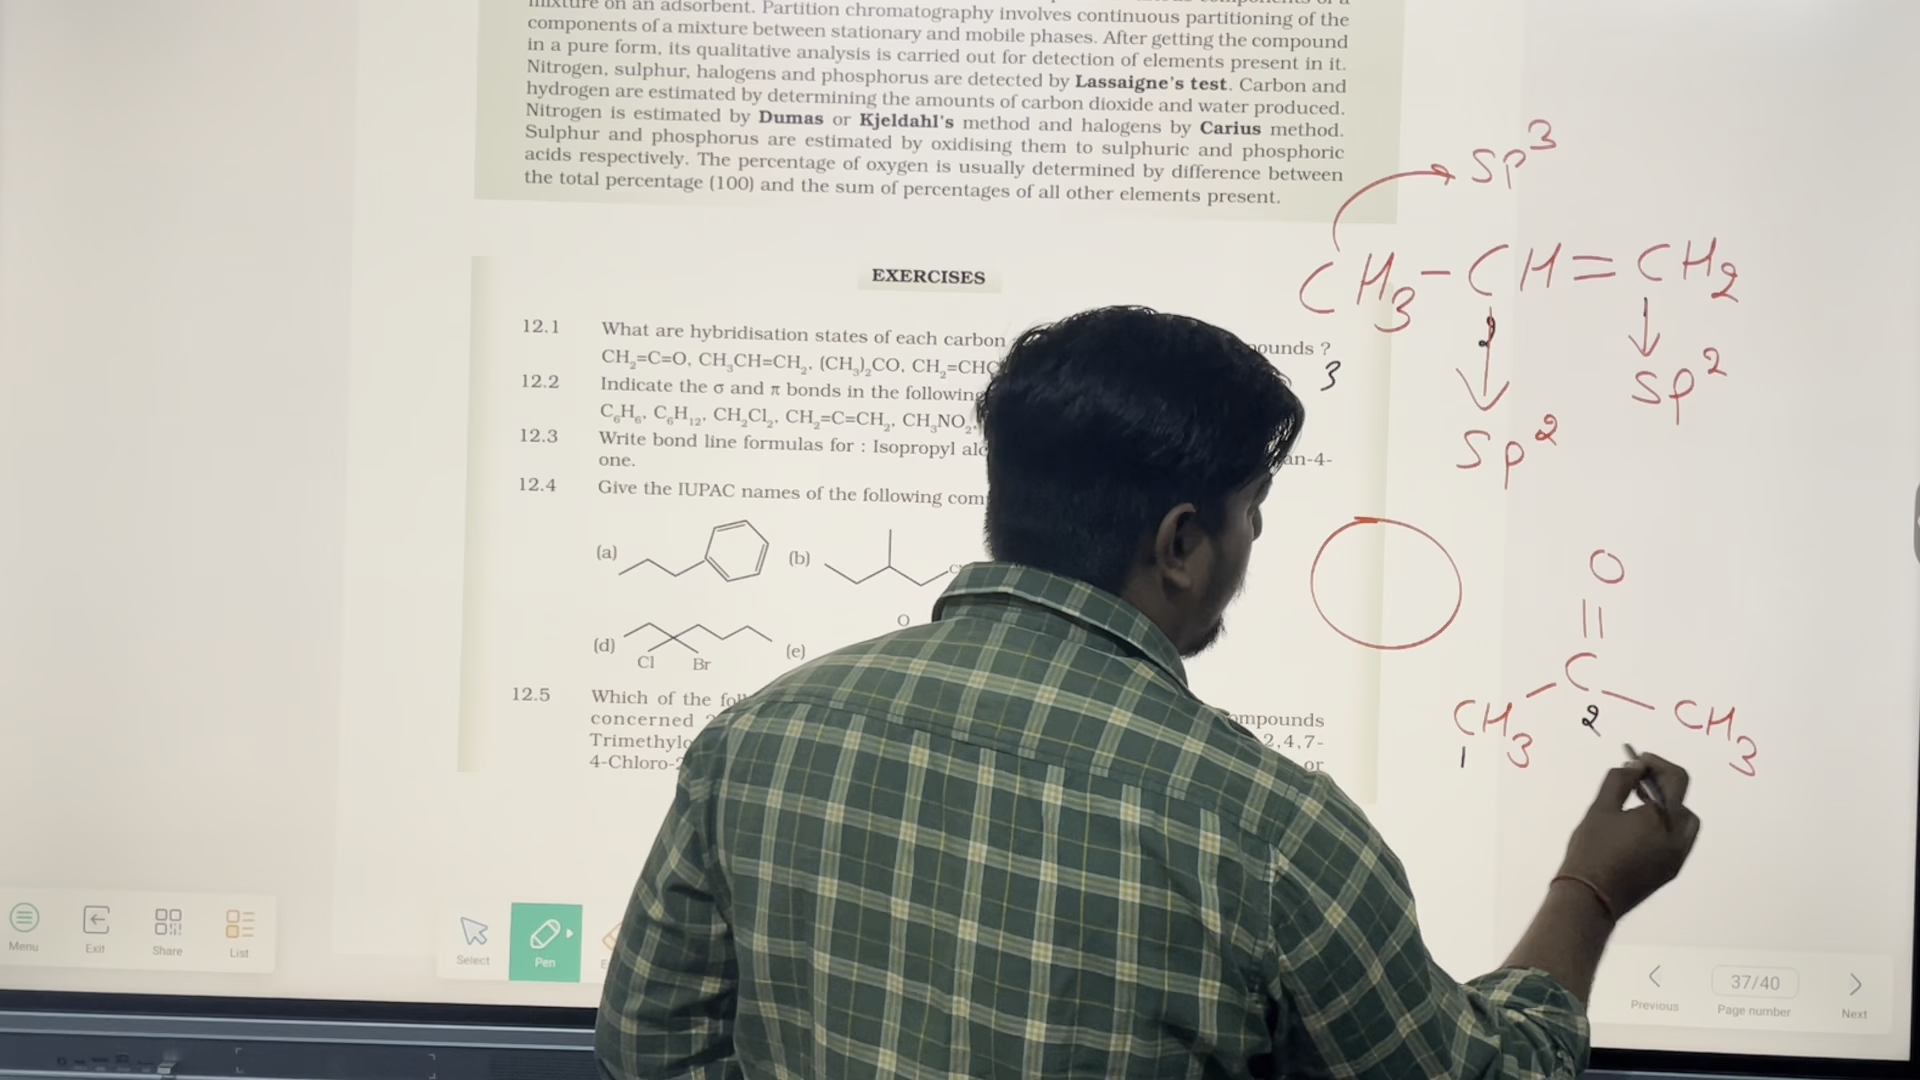 mixture on an adsorbent. Partition chromatography involves continuous partitioning of the
components of a mixture between stationary and mobile phases. After getting the compound
in a pure form, its qualitative analysis is carried out for detection of elements present in it.
Nitrogen, sulphur, halogens and phosphorus are detected by Lassaigne's test. Carbon and
hydrogen are estimated by determining the amounts of carbon dioxide and water produced.
Nitrogen is estimated by Dumas or Kjeldahl's method and halogens by Carius method.
Sulphur and phosphorus are estimated by oxidising them to sulphuric and phosphoric
acids respectively. The percentage of oxygen is usually determined by difference between
the total percentage (100) and the sum of percentages of all other elements present.
EXERCISES
12.1 What are hybridisation states of each carbon ounds ?
CH₂=C=O, CH₃CH=CH₂, (CH₃)₂CO, CH₂=CHC
12.2 Indicate the σ and π bonds in the following
C₆H₆, C₆H₁₂, CH₂Cl₂, CH₂=C=CH₂, CH₃NO₂,
12.3 Write bond line formulas for : Isopropyl alc an-4-
one.
12.4 Give the IUPAC names of the following com
(a) (b)
(d) Cl Br (e) O
12.5 Which of the fol ompounds
concerned 2,4,7-
Trimethylo or
4-Chloro-2
sp³
CH₃-CH=CH₂
2 3
sp²
sp²
O
||
C
CH₃ CH₃
1 2
Menu
Exit
Share
List
Select
Pen
37/40
Previous
Page number
Next